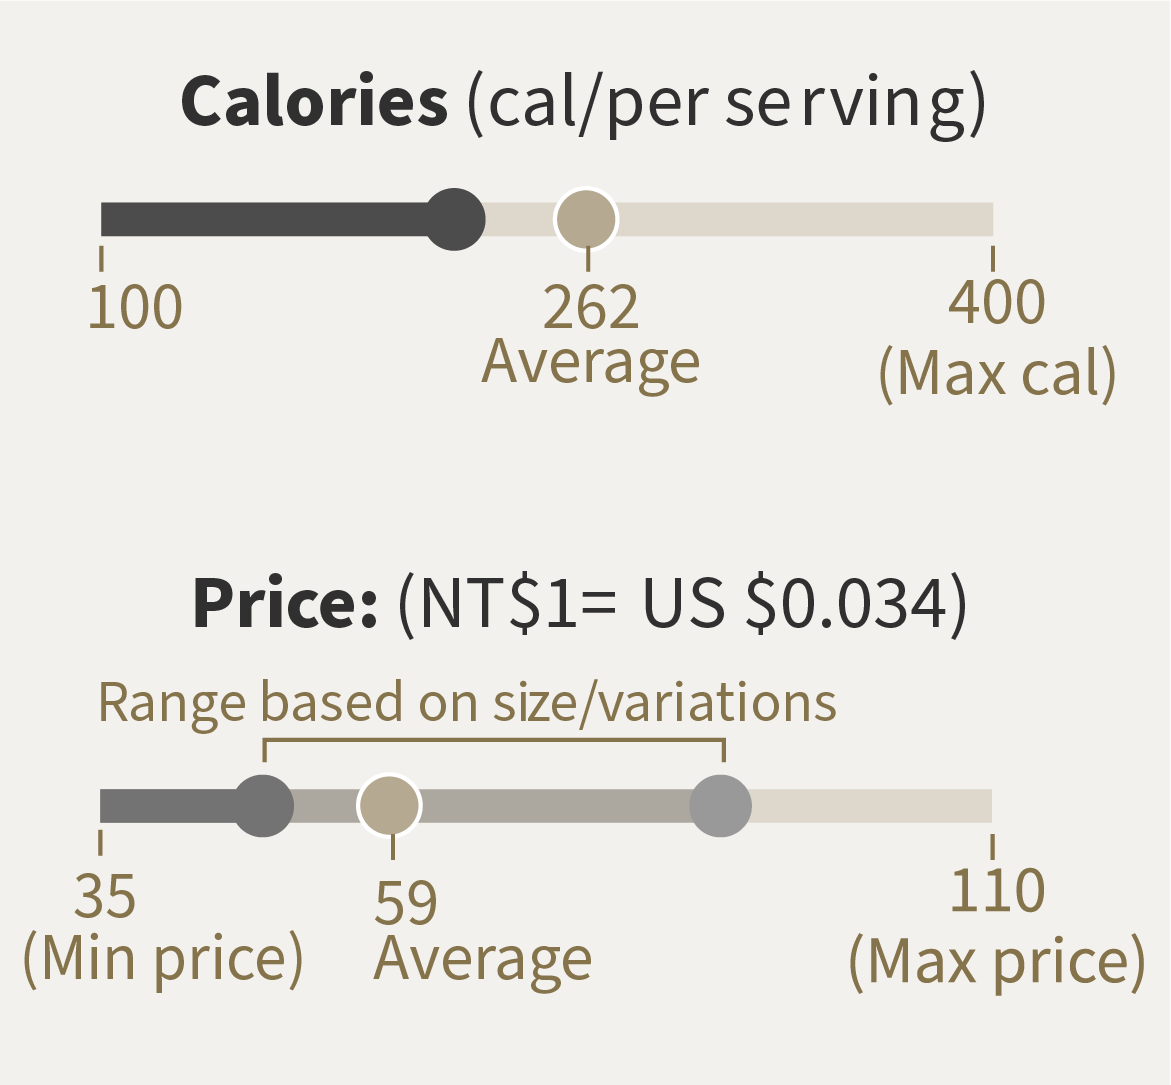 Calories (cal/per serving)
100
262
Average
400
(Max cal)
Price: (NT$1= US $0.034)
Range based on size/variations
35
(Min price)
59
Average
110
(Max price)